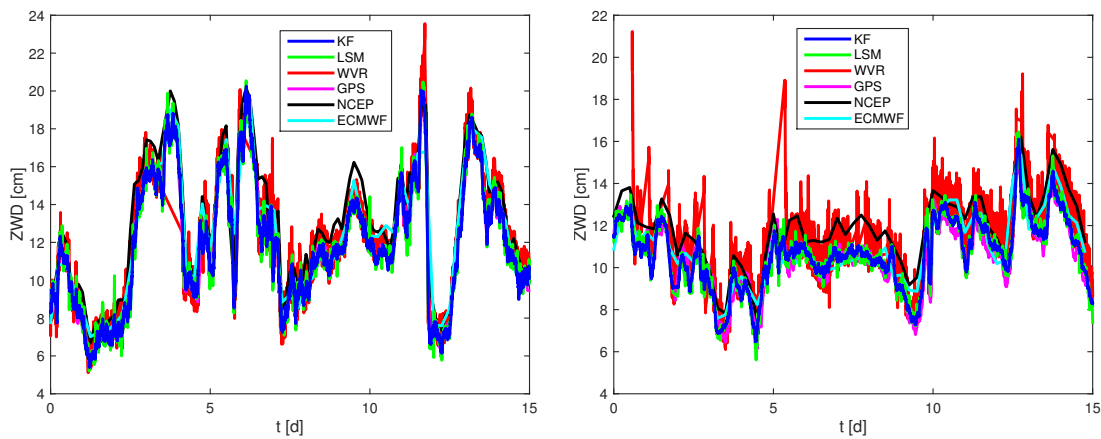 24
22
20
18
16
14
12
10
8
6
4
ZWD [cm]
0 5 10 15
t [d]
KF
LSM
WVR
GPS
NCEP
ECMWF
22
20
18
16
14
12
10
8
6
4
ZWD [cm]
0 5 10 15
t [d]
KF
LSM
WVR
GPS
NCEP
ECMWF